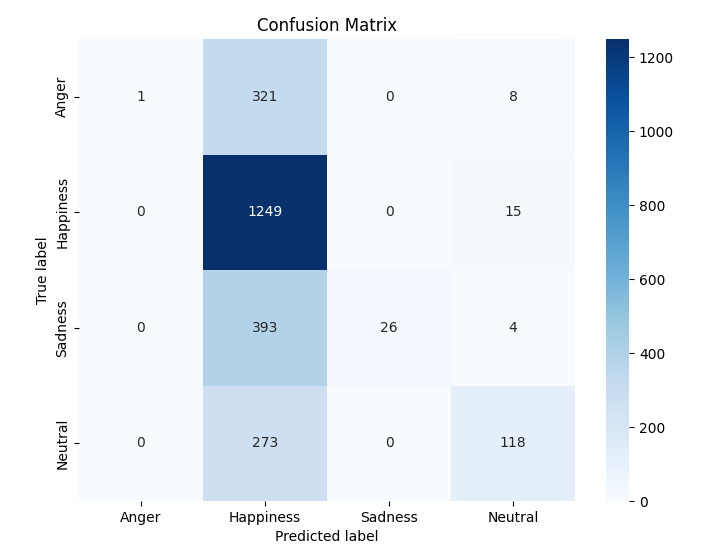 Confusion Matrix
Anger 1 321 0 8
Happiness 0 1249 0 15
Sadness 0 393 26 4
Neutral 0 273 0 118
True label
Anger Happiness Sadness Neutral
Predicted label
1200
1000
800
600
400
200
0